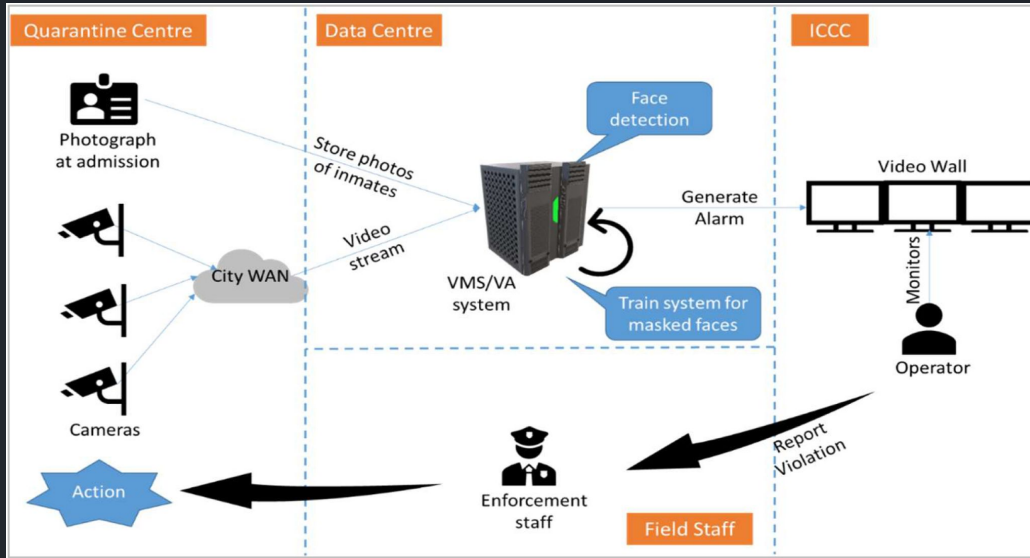 Quarantine Centre
Data Centre
ICCC
Photograph
at admission
Store photos
of inmates
Face
detection
Video Wall
Generate
Alarm
City WAN
Video
stream
VMS/VA
system
Train system for
masked faces
Monitors
Operator
Cameras
Report
Violation
Action
Enforcement
staff
Field Staff